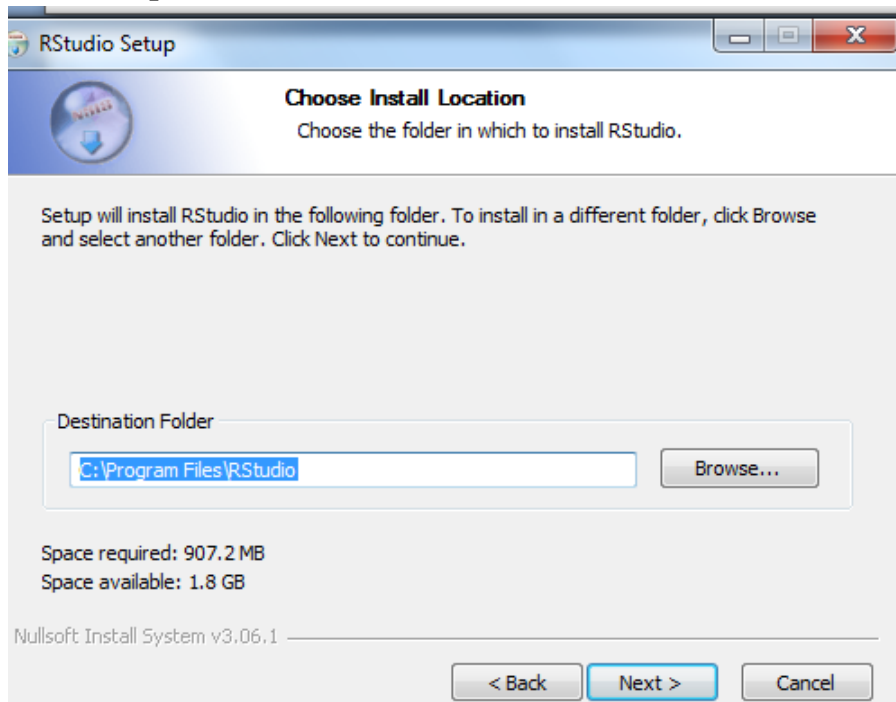 RStudio Setup
Choose Install Location
Choose the folder in which to install RStudio.
Setup will install RStudio in the following folder. To install in a different folder, click Browse
and select another folder. Click Next to continue.
Destination Folder
C:\Program Files\RStudio
Browse...
Space required: 907.2 MB
Space available: 1.8 GB
Nullsoft Install System v3.06.1
< Back Next > Cancel